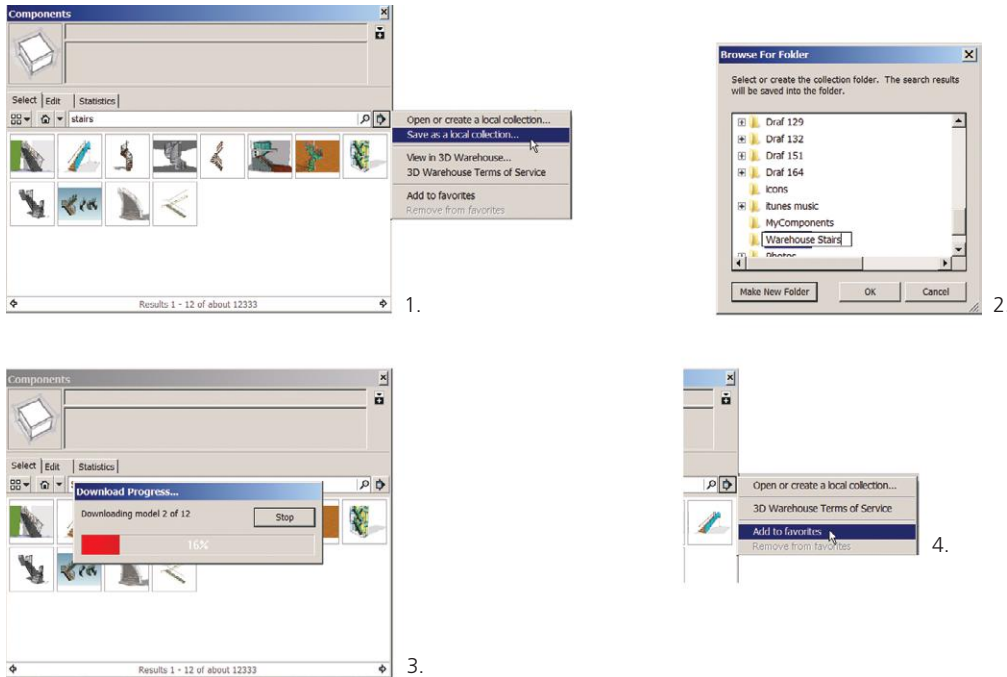 Components
Select Edit Statistics
stairs
Results 1 - 12 of about 12333
Open or create a local collection...
Save as a local collection...
View in 3D Warehouse...
3D Warehouse Terms of Service
Add to favorites
Remove from favorites
1.
Browse For Folder
Select or create the collection folder. The search results
will be saved into the folder.
Draf 129
Draf 132
Draf 151
Draf 164
icons
itunes music
MyComponents
Warehouse Stairs
Photos
Make New Folder OK Cancel
2.
Components
Select Edit Statistics
Download Progress...
Downloading model 2 of 12
Stop
16%
Results 1 - 12 of about 12333
3.
Open or create a local collection...
3D Warehouse Terms of Service
Add to favorites
Remove from favorites
4.